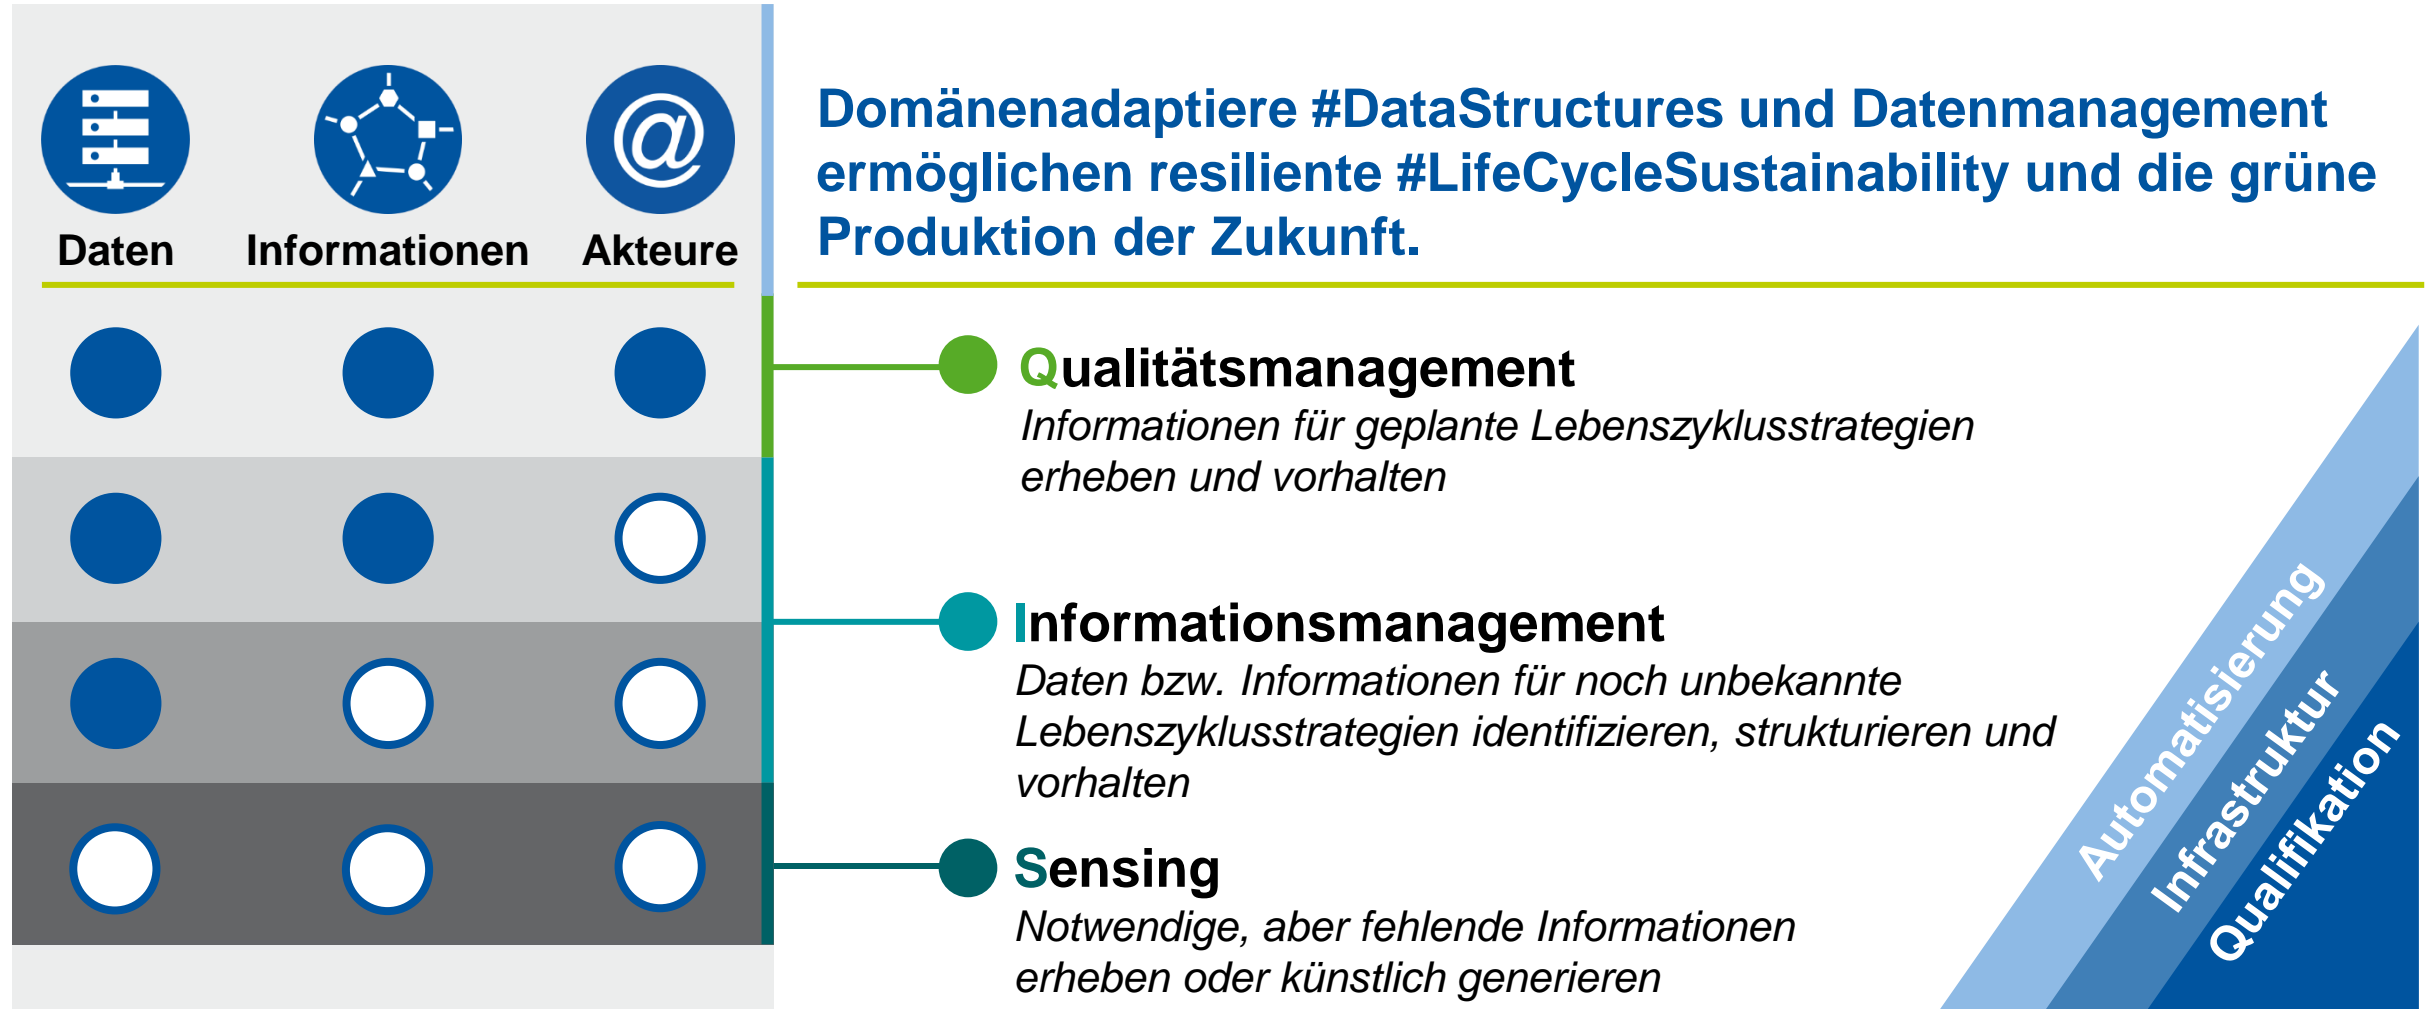 @
Daten
Informationen
Akteure
Domänenadaptiere #DataStructures und Datenmanagement
ermöglichen resiliente #LifeCycleSustainability und die grüne
Produktion der Zukunft.
Qualitätsmanagement
Informationen für geplante Lebenszyklusstrategien
erheben und vorhalten
Informationsmanagement
Daten bzw. Informationen für noch unbekannte
Lebenszyklusstrategien identifizieren, strukturieren und
vorhalten
Sensing
Notwendige, aber fehlende Informationen
erheben oder künstlich generieren
Automatisierung
Infrastruktur
Qualifikation